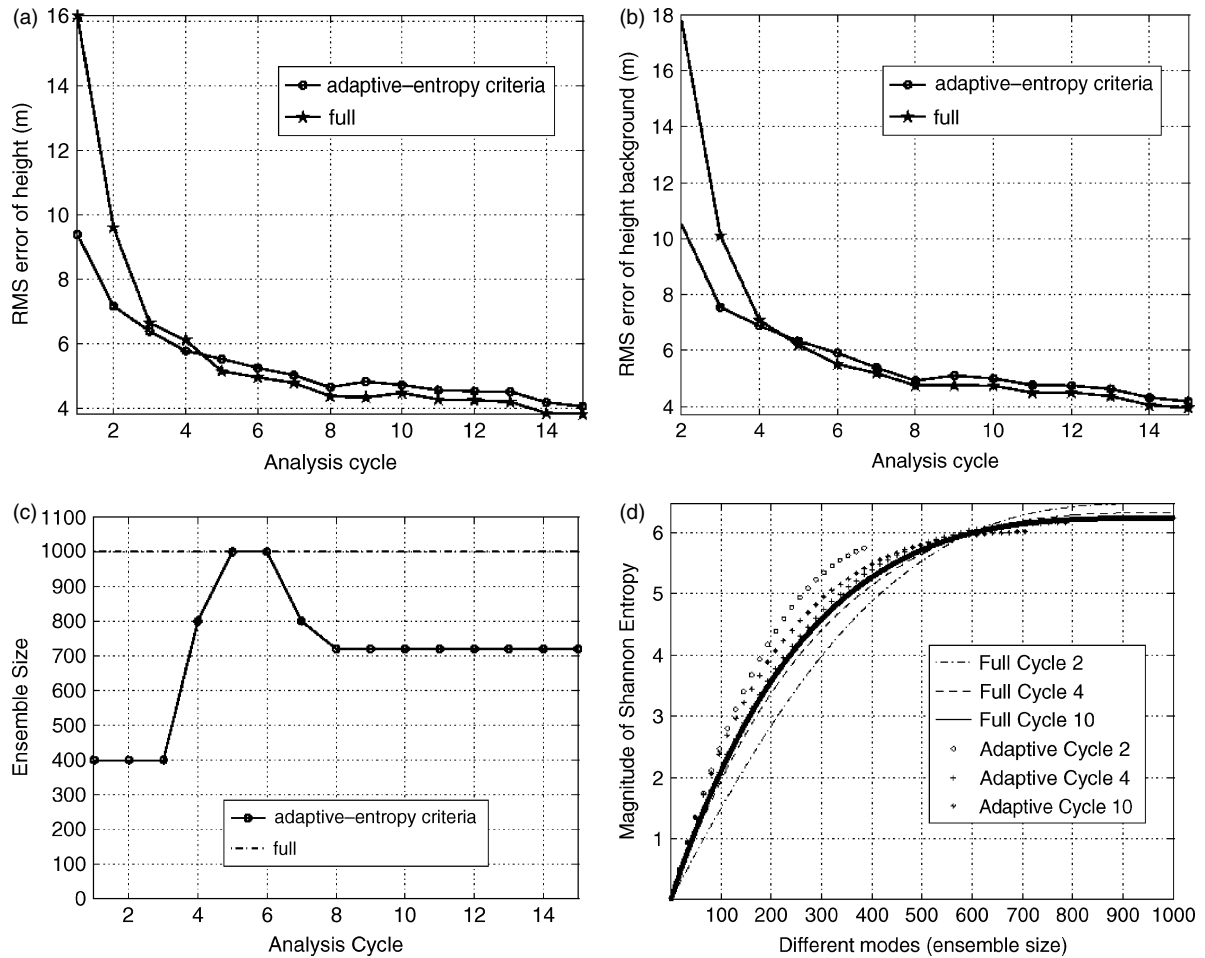 (a)
16
14
12
10
8
6
4
RMS error of height (m)
adaptive–entropy criteria
full
2 4 6 8 10 12 14
Analysis cycle
(b)
18
16
14
12
10
8
6
4
RMS error of height background (m)
adaptive–entropy criteria
full
2 4 6 8 10 12 14
Analysis cycle
(c)
1100
1000
900
800
700
600
500
400
300
200
100
0
Ensemble Size
adaptive–entropy criteria
full
2 4 6 8 10 12 14
Analysis Cycle
(d)
6
5
4
3
2
1
Magnitude of Shannon Entropy
Full Cycle 2
Full Cycle 4
Full Cycle 10
Adaptive Cycle 2
Adaptive Cycle 4
Adaptive Cycle 10
100 200 300 400 500 600 700 800 900 1000
Different modes (ensemble size)